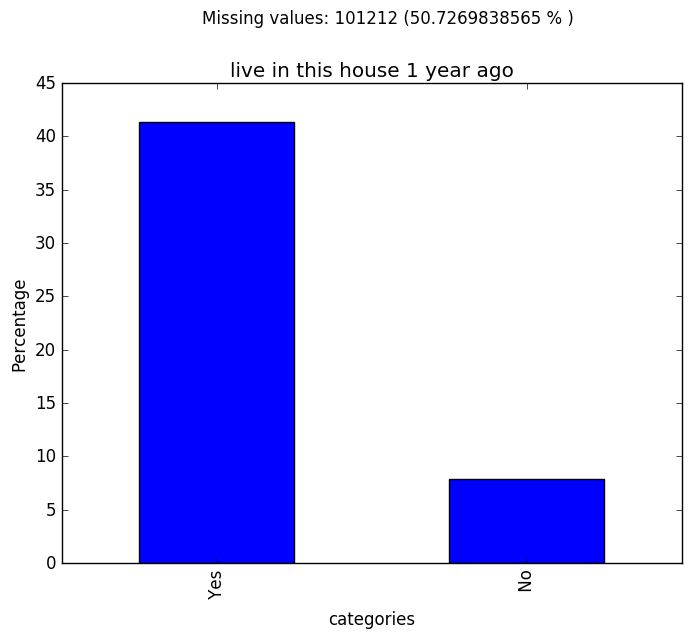 Missing values: 101212 (50.7269838565 % )
live in this house 1 year ago
45
40
35
30
25
20
15
10
5
0
Percentage
Yes
No
categories